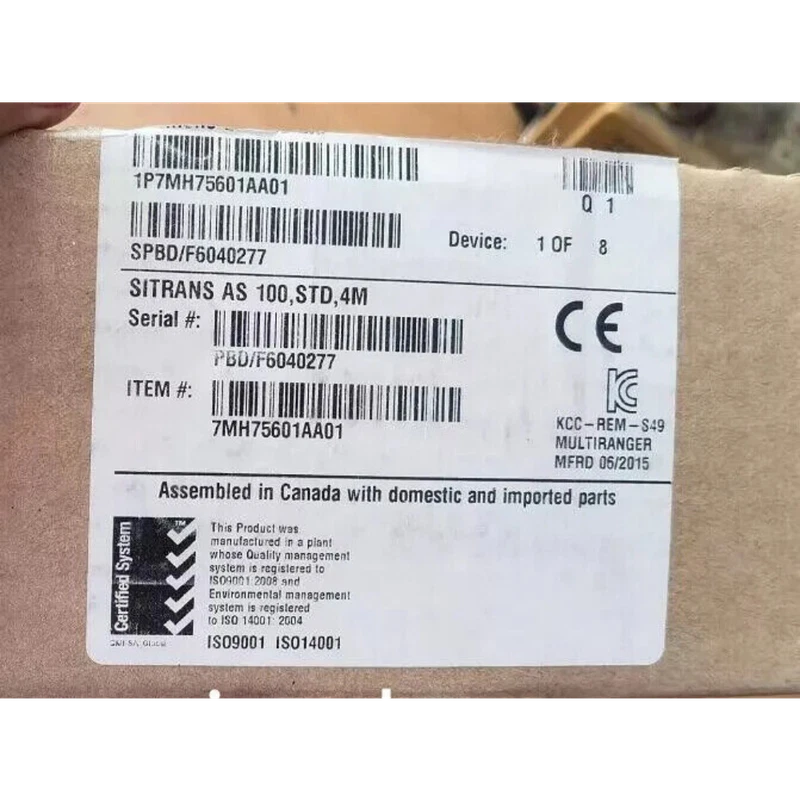 1P7MH75601AA01
Q 1
SPBD/F6040277
Device: 1 OF 8
SITRANS AS 100,STD,4M
Serial #:
PBD/F6040277
CE
ITEM #:
7MH75601AA01
KCC-REM-S49
MULTIRANGER
MFRD 06/2015
Assembled in Canada with domestic and imported parts
Certified System
TM
This Product was
manufactured in a plant
whose Quality management
system is registered to
ISO9001:2008 and
Environmental management
system is registered
to ISO 14001: 2004
ISO9001 ISO14001